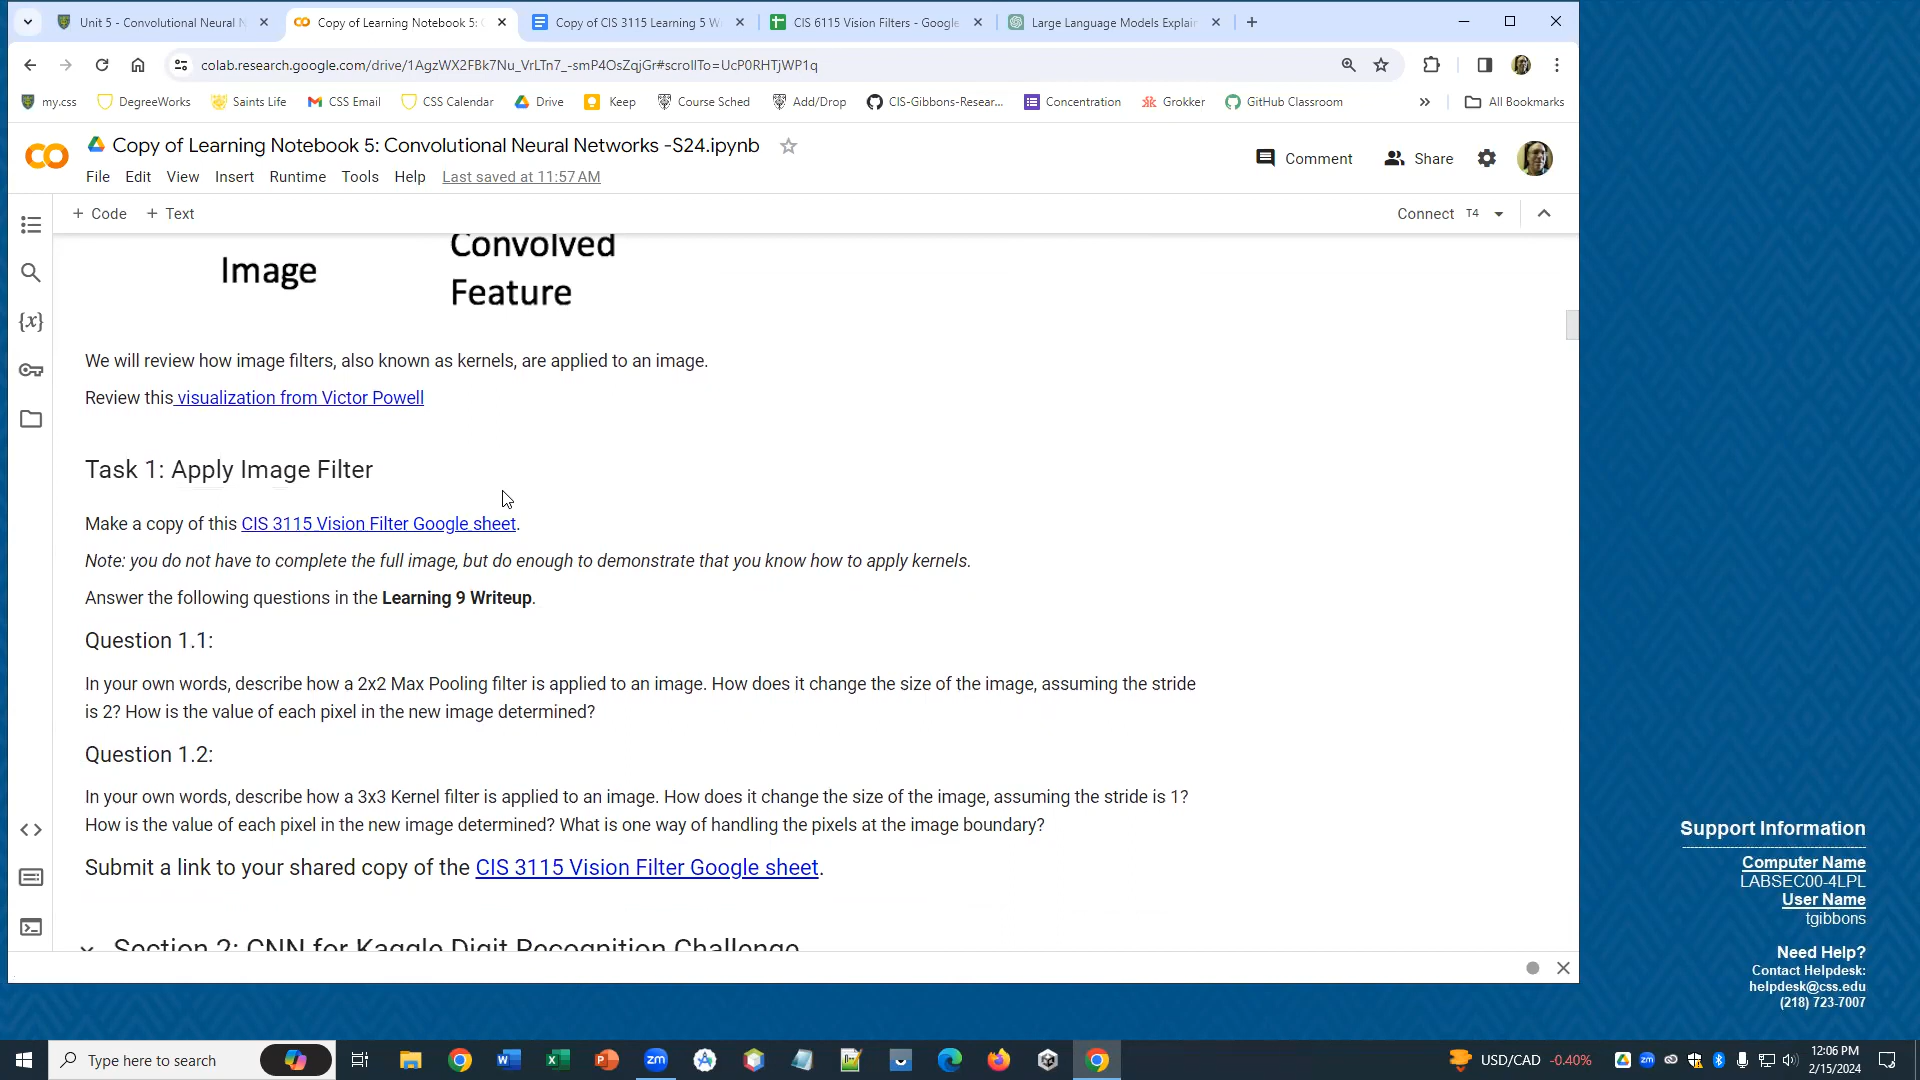 Unit 5 - Convolutional Neural N
Copy of Learning Notebook 5: C
Copy of CIS 3115 Learning 5 W
CIS 6115 Vision Filters - Google
Large Language Models Explain
colab.research.google.com/drive/1AgzWX2FBk7Nu_VrLTn7_-smP4OsZqjGr#scrollTo=UcP0RHTjWP1q
my.css
DegreeWorks
Saints Life
CSS Email
CSS Calendar
Drive
Keep
Course Sched
Add/Drop
CIS-Gibbons-Resear...
Concentration
Grokker
GitHub Classroom
»
All Bookmarks
CO
Copy of Learning Notebook 5: Convolutional Neural Networks -S24.ipynb
Comment
Share
File
Edit
View
Insert
Runtime
Tools
Help
Last saved at 11:57 AM
+ Code
+ Text
Connect
T4
{x}
Convolved
Image
Feature
We will review how image filters, also known as kernels, are applied to an image.
Review this visualization from Victor Powell
Task 1: Apply Image Filter
Make a copy of this CIS 3115 Vision Filter Google sheet.
Note: you do not have to complete the full image, but do enough to demonstrate that you know how to apply kernels.
Answer the following questions in the Learning 9 Writeup.
Question 1.1:
In your own words, describe how a 2x2 Max Pooling filter is applied to an image. How does it change the size of the image, assuming the stride
is 2? How is the value of each pixel in the new image determined?
Question 1.2:
In your own words, describe how a 3x3 Kernel filter is applied to an image. How does it change the size of the image, assuming the stride is 1?
How is the value of each pixel in the new image determined? What is one way of handling the pixels at the image boundary?
Submit a link to your shared copy of the CIS 3115 Vision Filter Google sheet.
Section 2: CNN for Kaggle Digit Recognition Challenge
Support Information
Computer Name
LABSEC00-4LPL
User Name
tgibbons
Need Help?
Contact Helpdesk:
helpdesk@css.edu
(218) 723-7007
Type here to search
zm
USD/CAD
-0.40%
12:06 PM
2/15/2024